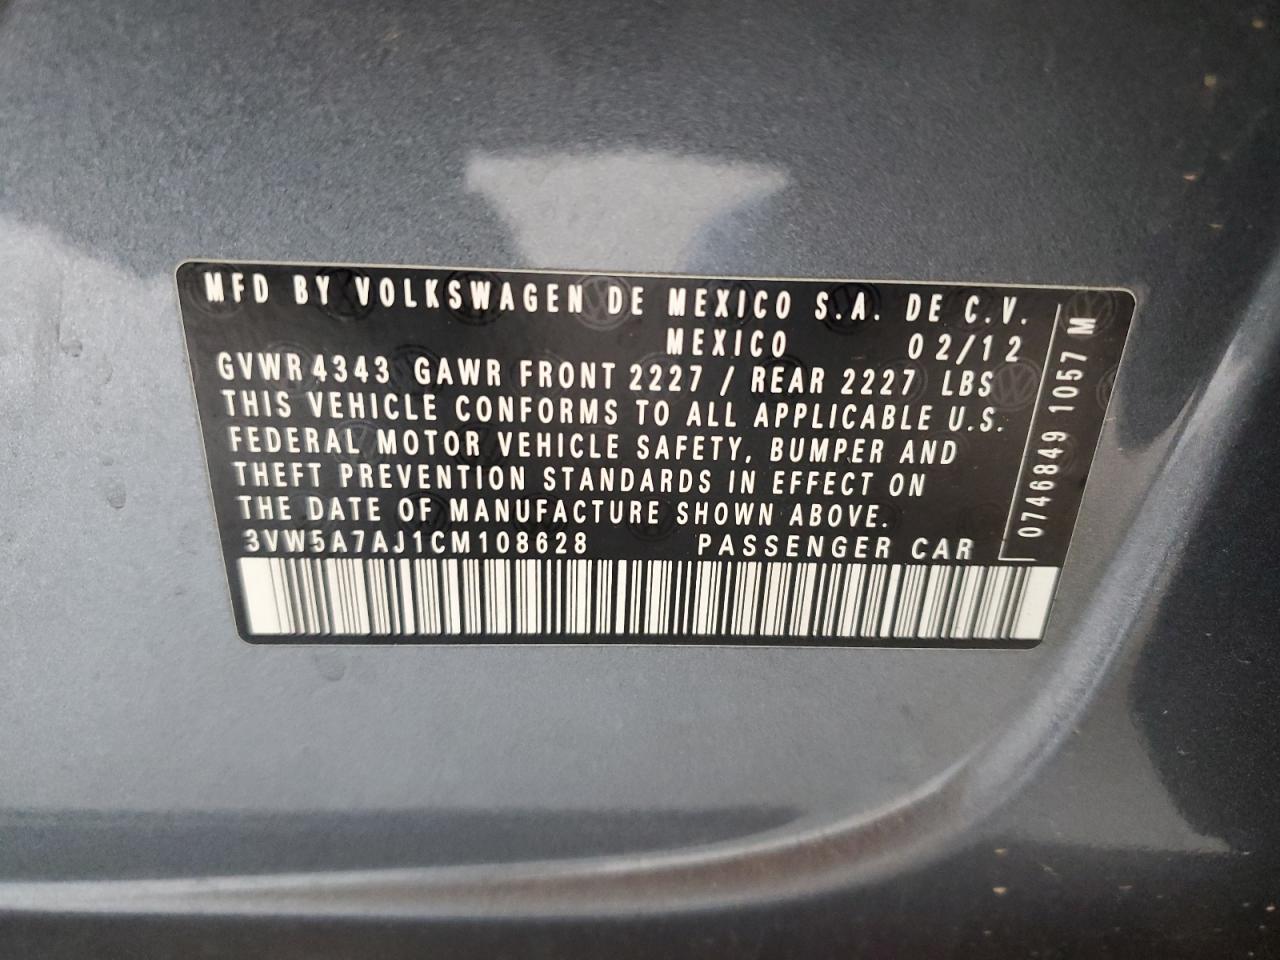 MFD BY VOLKSWAGEN DE MEXICO S.A. DE C.V.
MEXICO 02/12
GVWR 4343 GAWR FRONT 2227 / REAR 2227 LBS
THIS VEHICLE CONFORMS TO ALL APPLICABLE U.S.
FEDERAL MOTOR VEHICLE SAFETY, BUMPER AND
THEFT PREVENTION STANDARDS IN EFFECT ON
THE DATE OF MANUFACTURE SHOWN ABOVE.
3VW5A7AJ1CM108628 PASSENGER CAR
0746849 1057 M